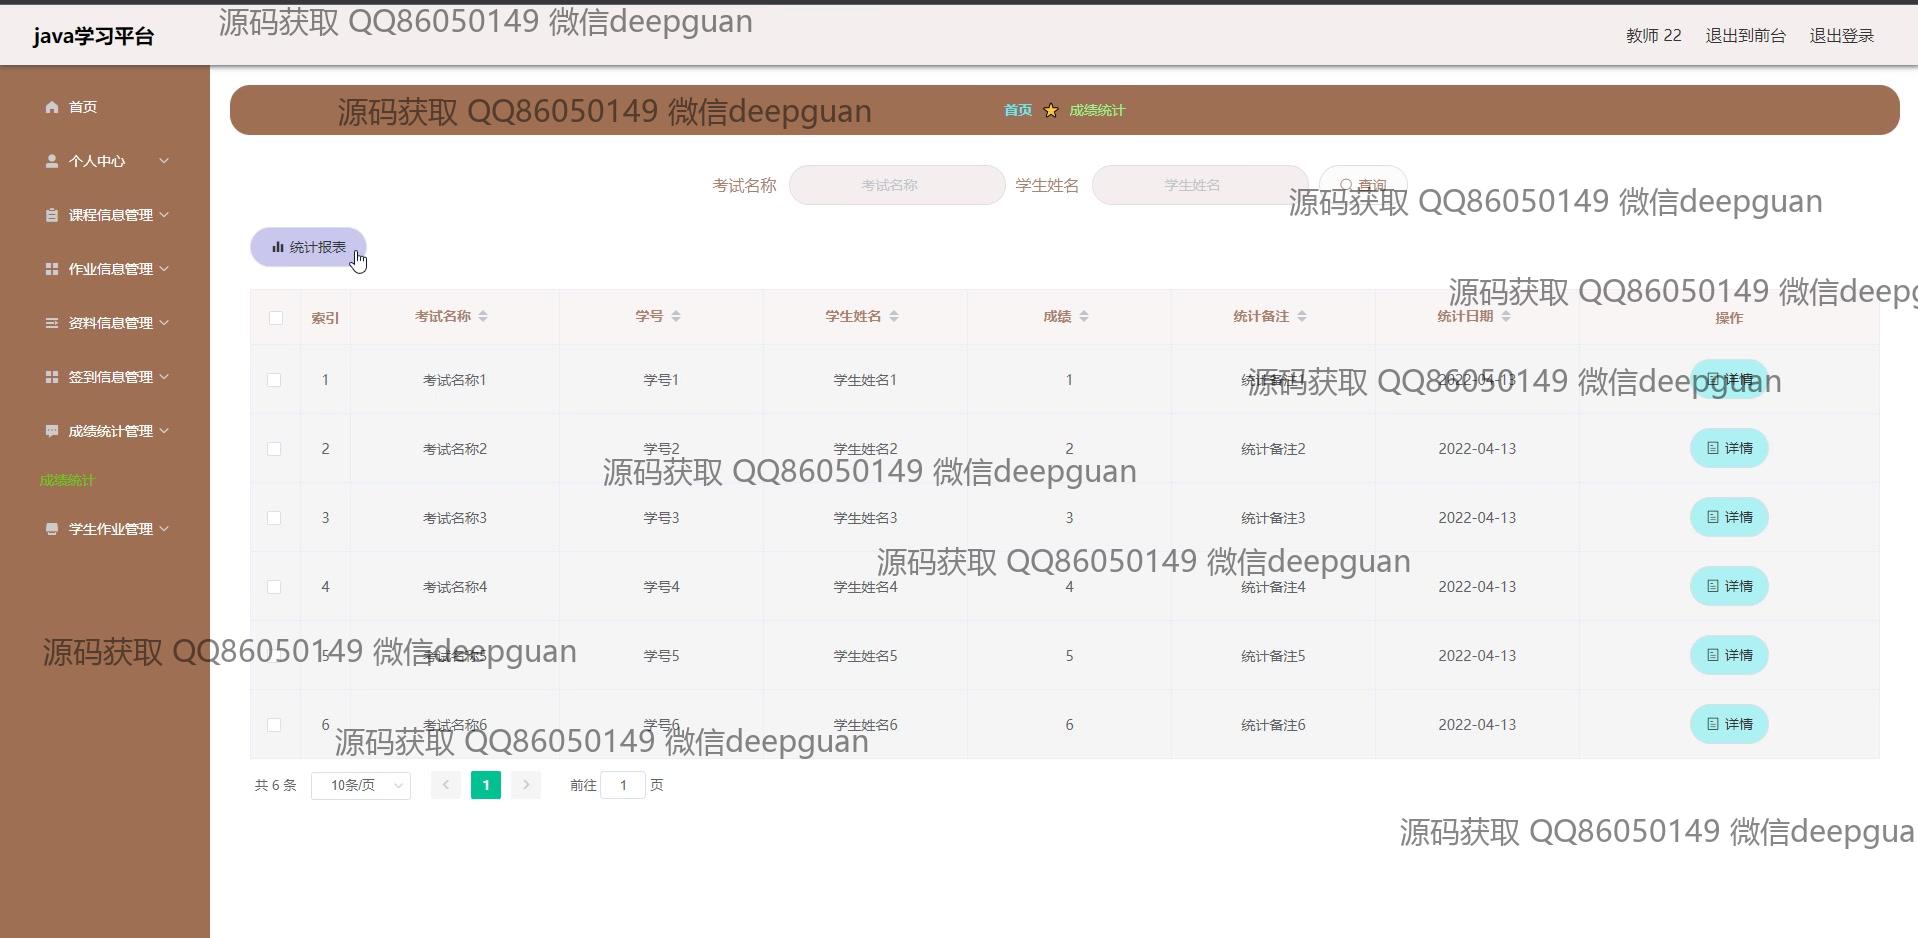 java学习平台
源码获取 QQ86050149 微信deepguan
教师 22 退出到前台 退出登录
首页
个人中心
课程信息管理
作业信息管理
资料信息管理
签到信息管理
成绩统计管理
成绩统计
学生作业管理
源码获取 QQ86050149 微信deepguan
首页 成绩统计
考试名称 考试名称 学生姓名 学生姓名 查询
源码获取 QQ86050149 微信deepguan
统计报表
源码获取 QQ86050149 微信deepg
索引 考试名称 学号 学生姓名 成绩 统计备注 统计日期 操作
1 考试名称1 学号1 学生姓名1 1 统计备注1 2022-04-13 详情
源码获取 QQ86050149 微信deepguan
2 考试名称2 学号2 学生姓名2 2 统计备注2 2022-04-13 详情
源码获取 QQ86050149 微信deepguan
3 考试名称3 学号3 学生姓名3 3 统计备注3 2022-04-13 详情
源码获取 QQ86050149 微信deepguan
4 考试名称4 学号4 学生姓名4 4 统计备注4 2022-04-13 详情
源码获取 QQ86050149 微信deepguan
5 考试名称5 学号5 学生姓名5 5 统计备注5 2022-04-13 详情
6 考试名称6 学号6 学生姓名6 6 统计备注6 2022-04-13 详情
源码获取 QQ86050149 微信deepguan
共 6 条 10条/页 1 前往 1 页
源码获取 QQ86050149 微信deepgua